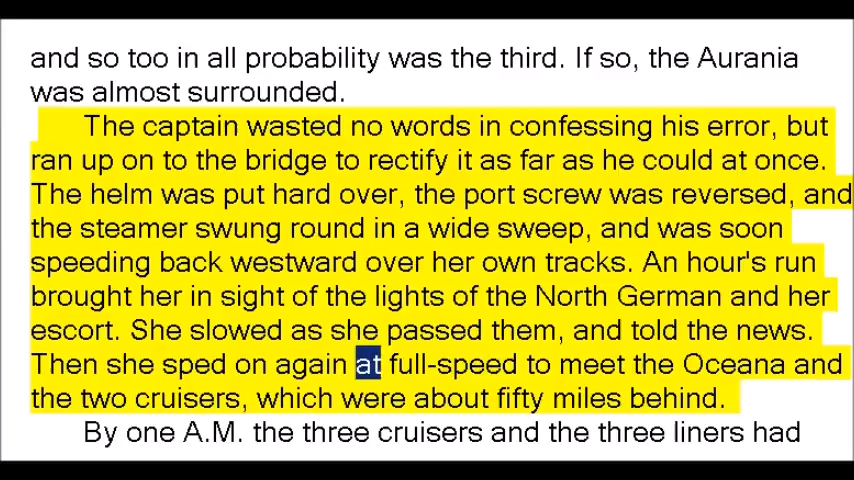 and so too in all probability was the third. If so, the Aurania
was almost surrounded.
The captain wasted no words in confessing his error, but
ran up on to the bridge to rectify it as far as he could at once.
The helm was put hard over, the port screw was reversed, and
the steamer swung round in a wide sweep, and was soon
speeding back westward over her own tracks. An hour's run
brought her in sight of the lights of the North German and her
escort. She slowed as she passed them, and told the news.
Then she sped on again at full-speed to meet the Oceana and
the two cruisers, which were about fifty miles behind.
By one A.M. the three cruisers and the three liners had